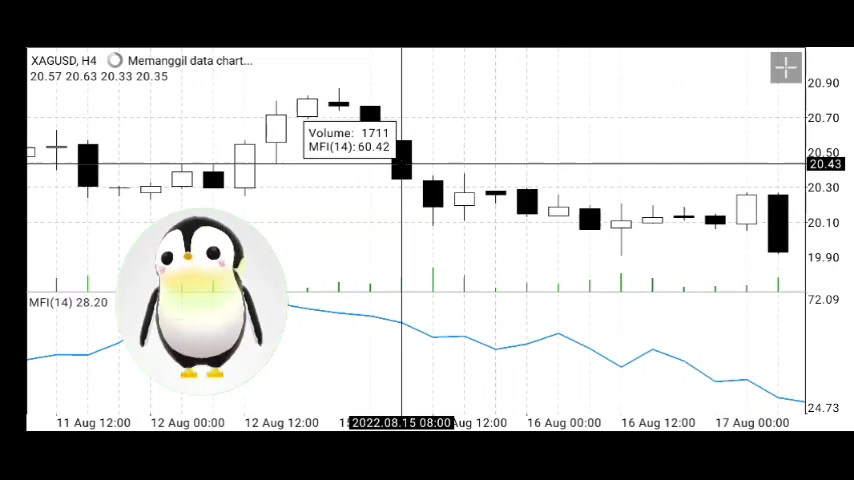 XAGUSD, H4 Memanggil data chart...
20.57 20.63 20.33 20.35
Volume: 1711
MFI(14): 60.42
20.90
20.70
20.50
20.43
20.30
20.10
19.90
MFI(14) 28.20
72.09
24.73
11 Aug 12:00 12 Aug 00:00 12 Aug 12:00 2022.08.15 08:00 Aug 12:00 16 Aug 00:00 16 Aug 12:00 17 Aug 00:00